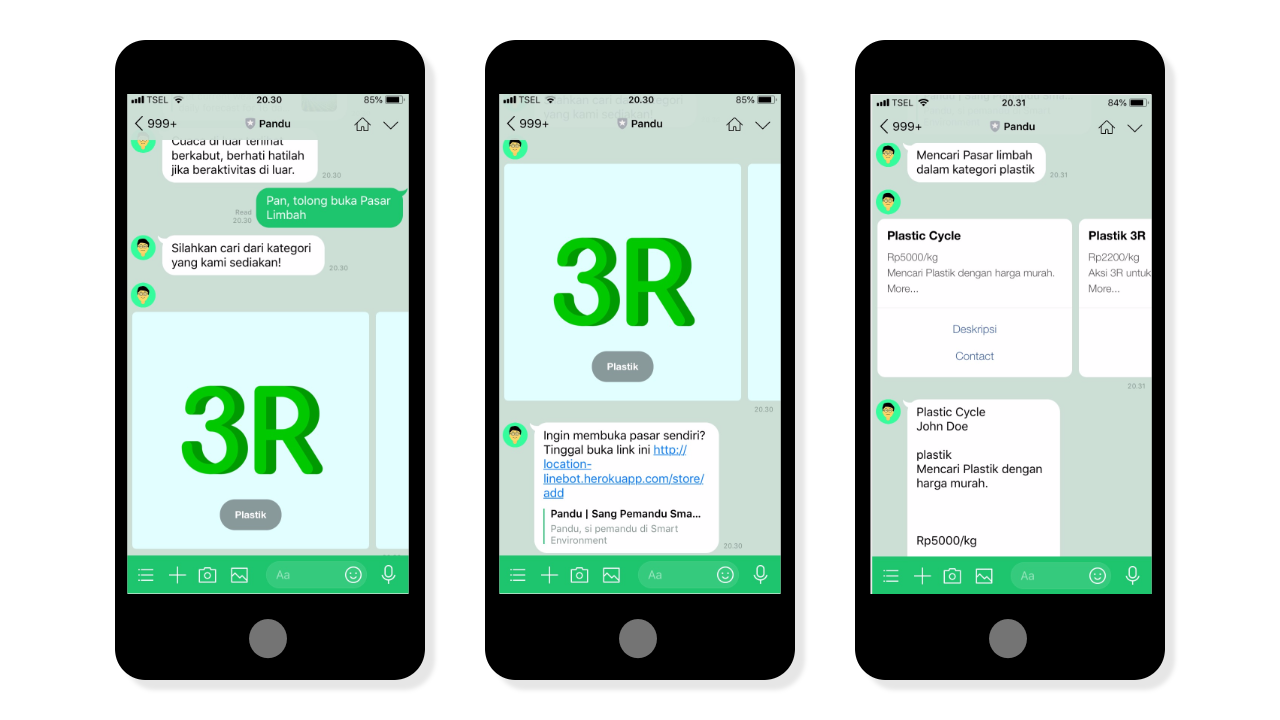 TSEL 20.30 85%
999+ Pandu
Cuaca di luar terlihat
berkabut, berhati hatilah
jika beraktivitas di luar.
20.30
Pan, tolong buka Pasar
Limbah
Read
20.30
Silahkan cari dari kategori
yang kami sediakan!
20.30
3R
Plastik
Aa
TSEL 20.30 85%
999+ Pandu
3R
Plastik
20.30
Ingin membuka pasar sendiri?
Tinggal buka link ini http://
location-
linebot.herokuapp.com/store/
add
Pandu | Sang Pemandu Sma...
Pandu, si pemandu di Smart
Environment
20.30
Aa
TSEL 20.31 84%
999+ Pandu
Mencari Pasar limbah
dalam kategori plastik
20.31
Plastic Cycle
Rp5000/kg
Mencari Plastik dengan harga murah.
More...
Deskripsi
Contact
Plastik 3R
Rp2200/kg
Aksi 3R untuk
More...
20.31
Plastic Cycle
John Doe
plastik
Mencari Plastik dengan
harga murah.
Rp5000/kg
Aa